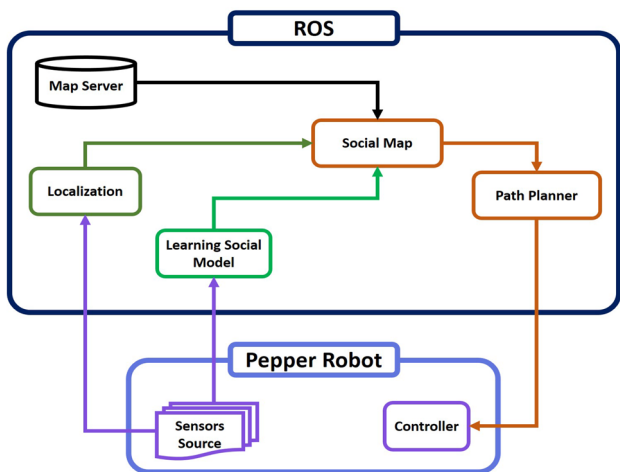 ROS
Map Server
Social Map
Localization
Path Planner
Learning Social
Model
Pepper Robot
Sensors
Source
Controller